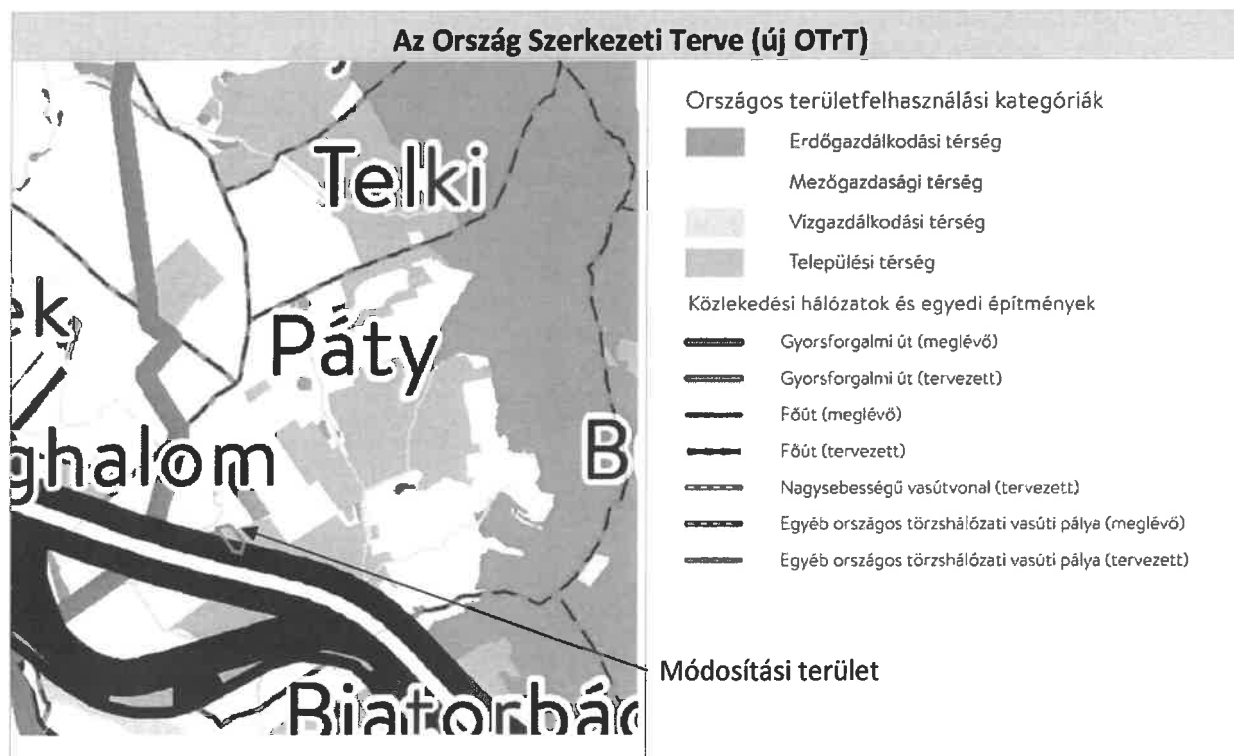 Az Ország Szerkezeti Terve (új OTrT)
Telki
Páty
ek
ghalom
B
Biatorbág
Országos területfelhasználási kategóriák
Erdőgazdálkodási térség
Mezőgazdasági térség
Vízgazdálkodási térség
Települési térség
Közlekedési hálózatok és egyedi építmények
Gyorsforgalmi út (meglévő)
Gyorsforgalmi út (tervezett)
Főút (meglévő)
Főút (tervezett)
Nagysebességű vasútvonal (tervezett)
Egyéb országos törzshálózati vasúti pálya (meglévő)
Egyéb országos törzshálózati vasúti pálya (tervezett)
Módosítási terület